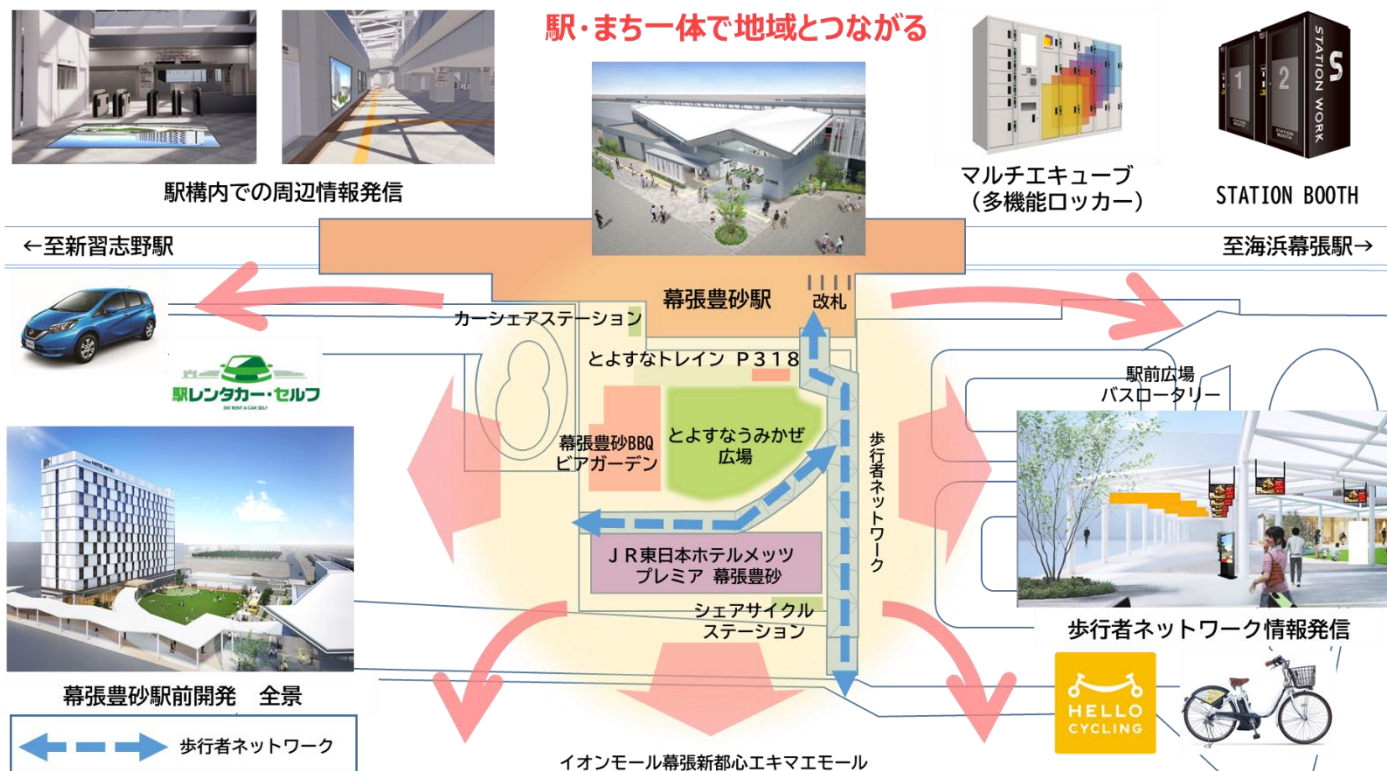 駅・まち一体で地域とつながる
駅構内での周辺情報発信
マルチエキューブ
（多機能ロッカー）
STATION WORK
S
1
2
STATION BOOTH
←至新習志野駅
至海浜幕張駅→
幕張豊砂駅
改札
カーシェアステーション
とよすなトレイン P318
駅レンタカー・セルフ
EKI RENT A CAR SELF
駅前広場
バスロータリー
幕張豊砂BBQ
ビアガーデン
とよすなうみかぜ
広場
歩行者ネットワーク
JR東日本ホテルメッツ
プレミア 幕張豊砂
シェアサイクル
ステーション
幕張豊砂駅前開発 全景
歩行者ネットワーク情報発信
HELLO
CYCLING
歩行者ネットワーク
イオンモール幕張新都心エキマエモール